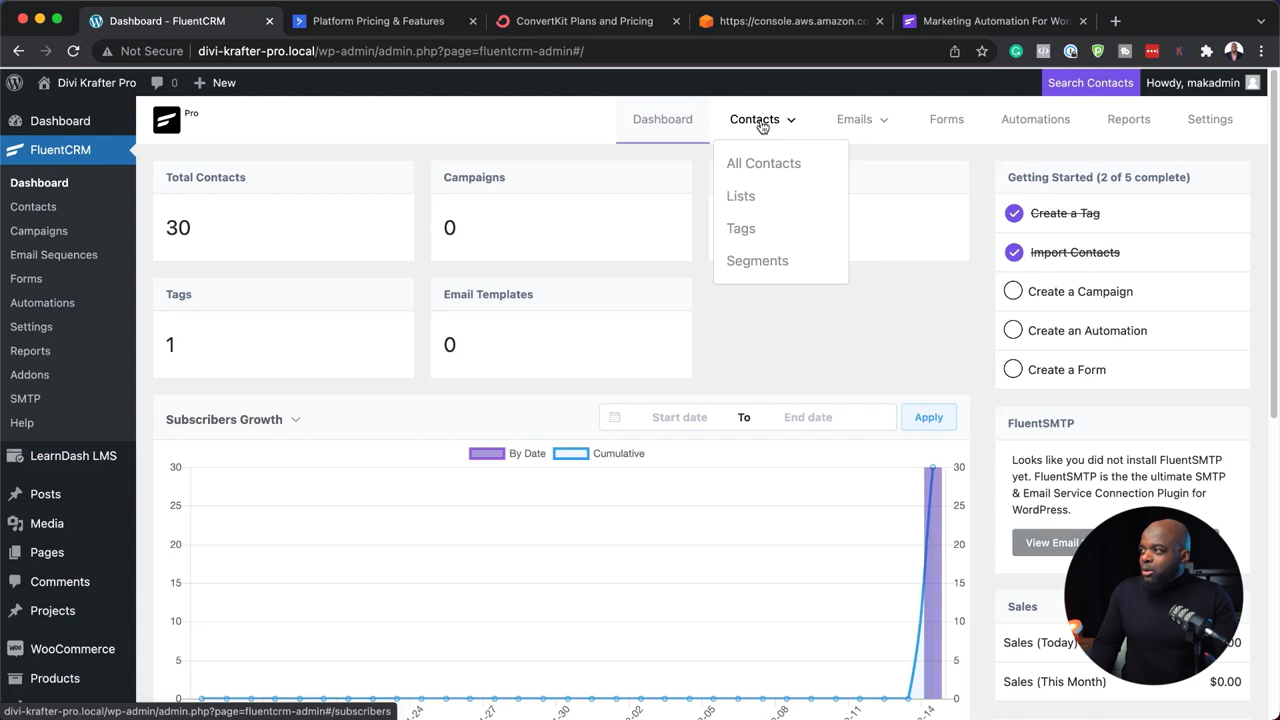 Dashboard - FluentCRM
Platform Pricing & Features
ConvertKit Plans and Pricing
https://console.aws.amazon.co
Marketing Automation For Wor
Not Secure
divi-krafter-pro.local/wp-admin/admin.php?page=fluentcrm-admin#/
Divi Krafter Pro
0
New
Search Contacts
Howdy, makadmin
Dashboard
FluentCRM
Dashboard
Contacts
Campaigns
Email Sequences
Forms
Automations
Settings
Reports
Addons
SMTP
Help
LearnDash LMS
Posts
Media
Pages
Comments
Projects
WooCommerce
Products
Pro
Dashboard
Contacts
Emails
Forms
Automations
Reports
Settings
All Contacts
Lists
Tags
Segments
Total Contacts
30
Campaigns
0
Tags
1
Email Templates
0
Subscribers Growth
Start date
To
End date
Apply
By Date
Cumulative
30
25
20
15
10
5
0
30
25
20
15
10
5
0
Getting Started (2 of 5 complete)
Create a Tag
Import Contacts
Create a Campaign
Create an Automation
Create a Form
FluentSMTP
Looks like you did not install FluentSMTP
yet. FluentSMTP is the the ultimate SMTP
& Email Service Connection Plugin for
WordPress.
View Email
Sales
Sales (Today)
Sales (This Month)
$0.00
divi-krafter-pro.local/wp-admin/admin.php?page=fluentcrm-admin#/subscribers